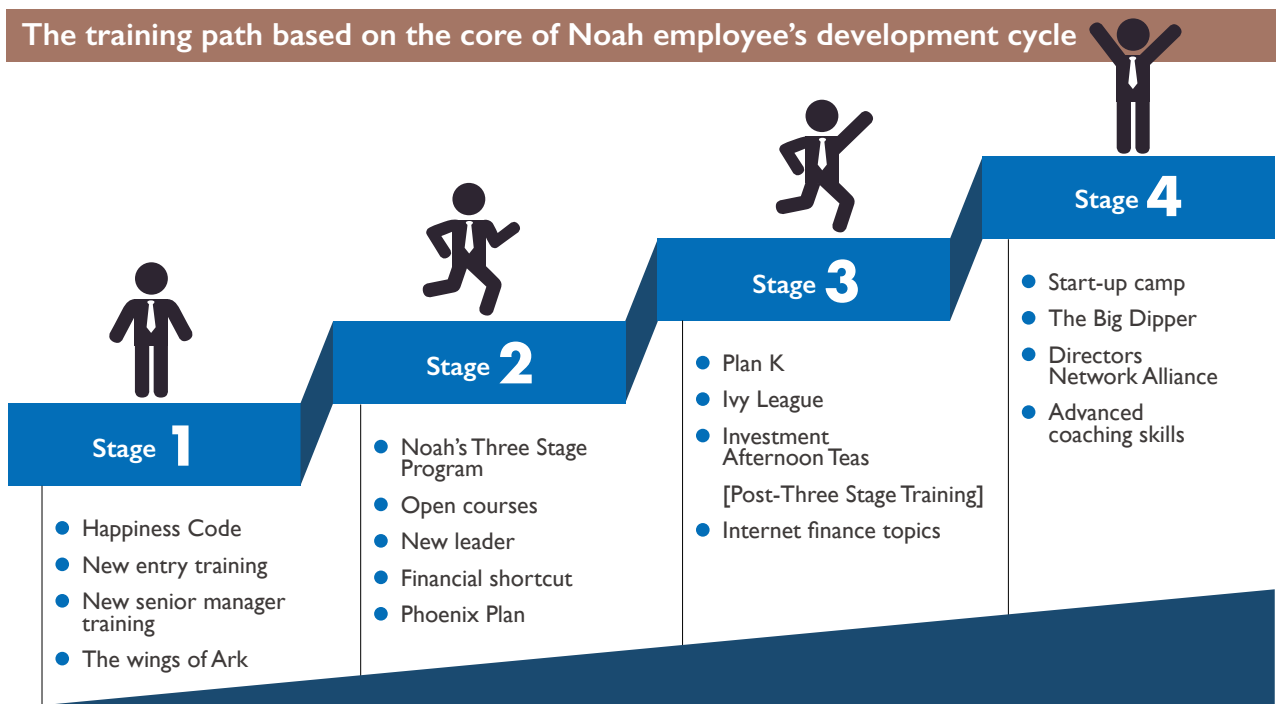 The training path based on the core of Noah employee's development cycle
Stage 1
Happiness Code
New entry training
New senior manager
training
The wings of Ark
Stage 2
Noah's Three Stage
Program
Open courses
New leader
Financial shortcut
Phoenix Plan
Stage 3
Plan K
Ivy League
Investment
Afternoon Teas
[Post-Three Stage Training]
Internet finance topics
Stage 4
Start-up camp
The Big Dipper
Directors
Network Alliance
Advanced
coaching skills